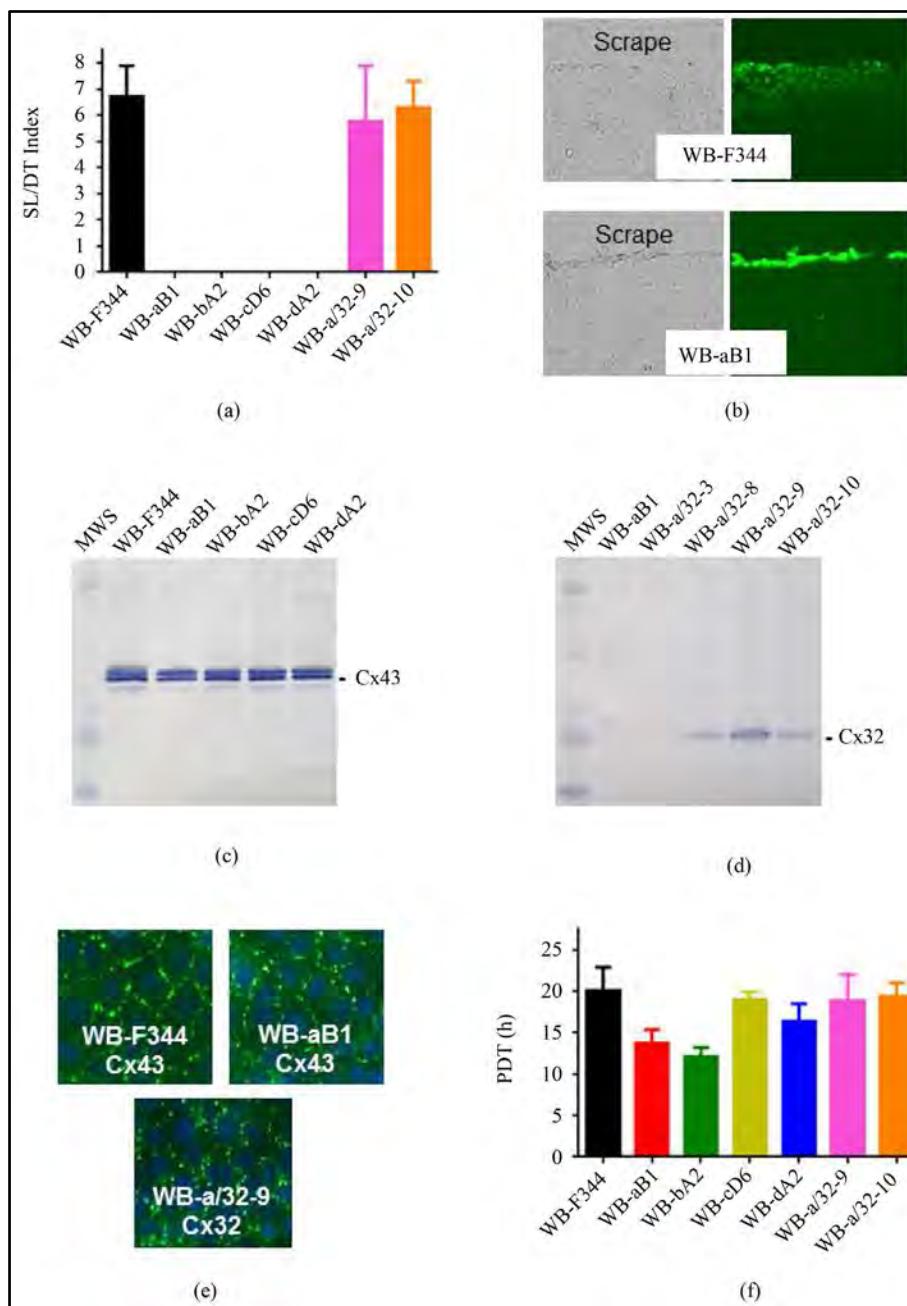 SL/DT Index
8
7
6
5
4
3
2
1
0
WB-F344
WB-aB1
WB-bA2
WB-cD6
WB-dA2
WB-a/32-9
WB-a/32-10
(a)
Scrape
WB-F344
Scrape
WB-aB1
(b)
MWS
WB-F344
WB-aB1
WB-bA2
WB-cD6
WB-dA2
- Cx43
(c)
MWS
WB-aB1
WB-a/32-3
WB-a/32-8
WB-a/32-9
WB-a/32-10
- Cx32
(d)
WB-F344
Cx43
WB-aB1
Cx43
WB-a/32-9
Cx32
(e)
PDT (h)
25
20
15
10
5
0
WB-F344
WB-aB1
WB-bA2
WB-cD6
WB-dA2
WB-a/32-9
WB-a/32-10
(f)